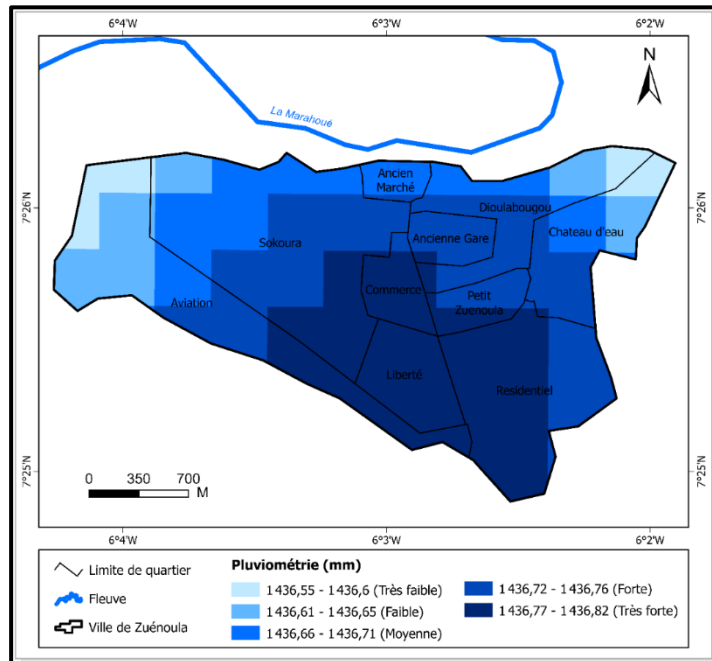 6°4'W 6°3'W 6°2'W
N
La Marahoué
7°26'N 7°26'N
Ancien
Marché
Dioulabougou
Ancienne Gare
Chateau d'eau
Sokoura
Commerce
Petit
Zuenoula
Aviation
Liberté
Residentiel
0 350 700
M
7°25'N 7°25'N
6°4'W 6°3'W 6°2'W
Limite de quartier
Fleuve
Ville de Zuénoula
Pluviométrie (mm)
1 436,55 - 1 436,6 (Très faible)
1 436,61 - 1 436,65 (Faible)
1 436,66 - 1 436,71 (Moyenne)
1 436,72 - 1 436,76 (Forte)
1 436,77 - 1 436,82 (Très forte)